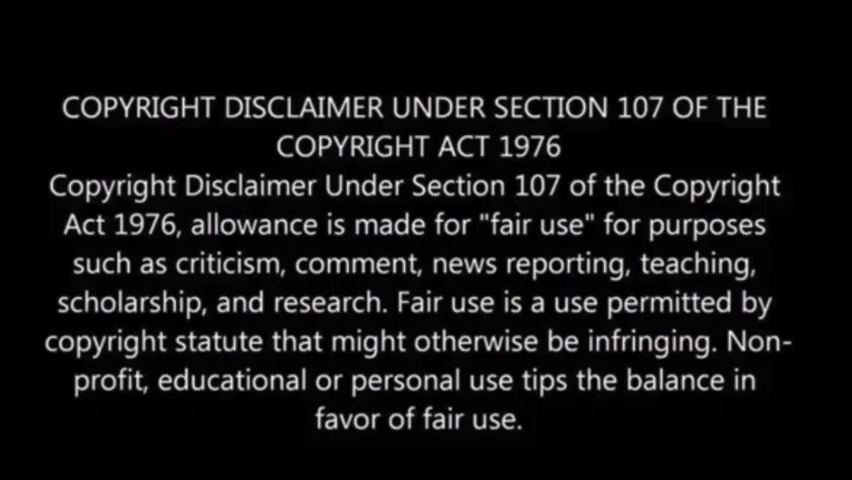 COPYRIGHT DISCLAIMER UNDER SECTION 107 OF THE
COPYRIGHT ACT 1976
Copyright Disclaimer Under Section 107 of the Copyright
Act 1976, allowance is made for "fair use" for purposes
such as criticism, comment, news reporting, teaching,
scholarship, and research. Fair use is a use permitted by
copyright statute that might otherwise be infringing. Non-
profit, educational or personal use tips the balance in
favor of fair use.